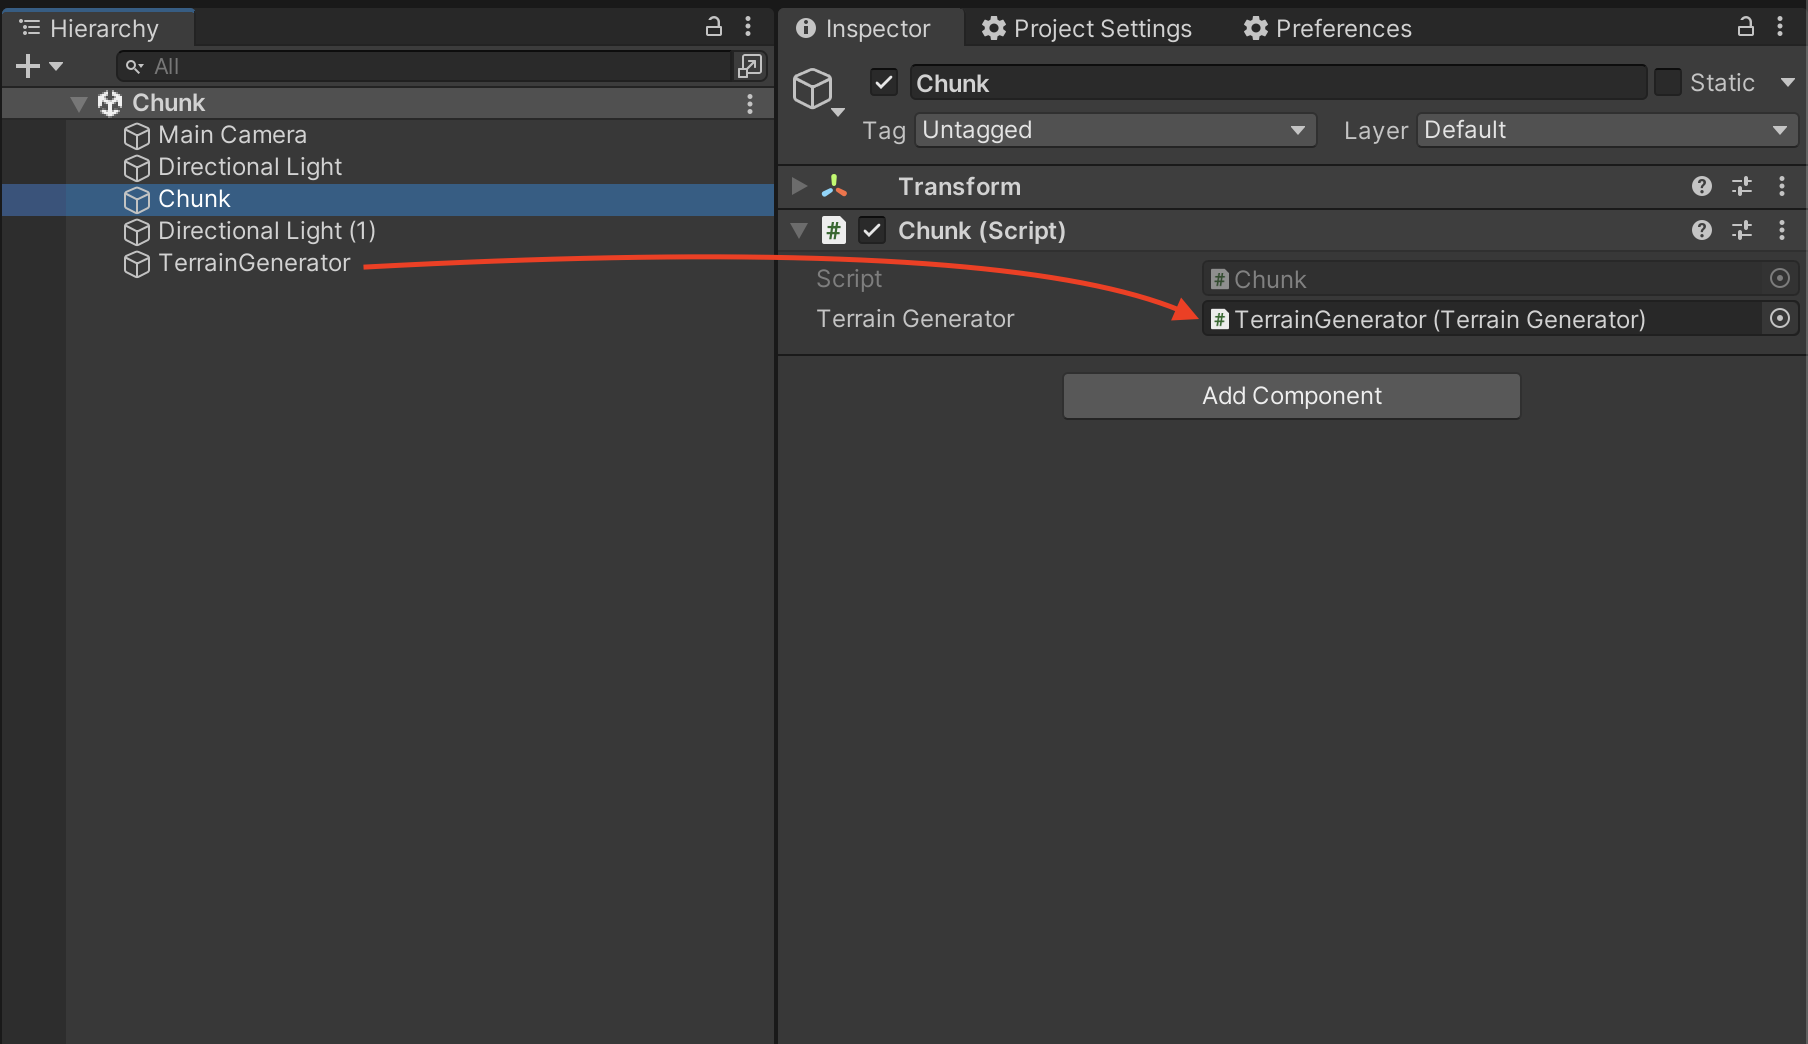 Hierarchy
All
Chunk
Main Camera
Directional Light
Chunk
Directional Light (1)
TerrainGenerator
Inspector
Project Settings
Preferences
Chunk
Static
Tag Untagged
Layer Default
Transform
# Chunk (Script)
Script
# Chunk
Terrain Generator
# TerrainGenerator (Terrain Generator)
Add Component